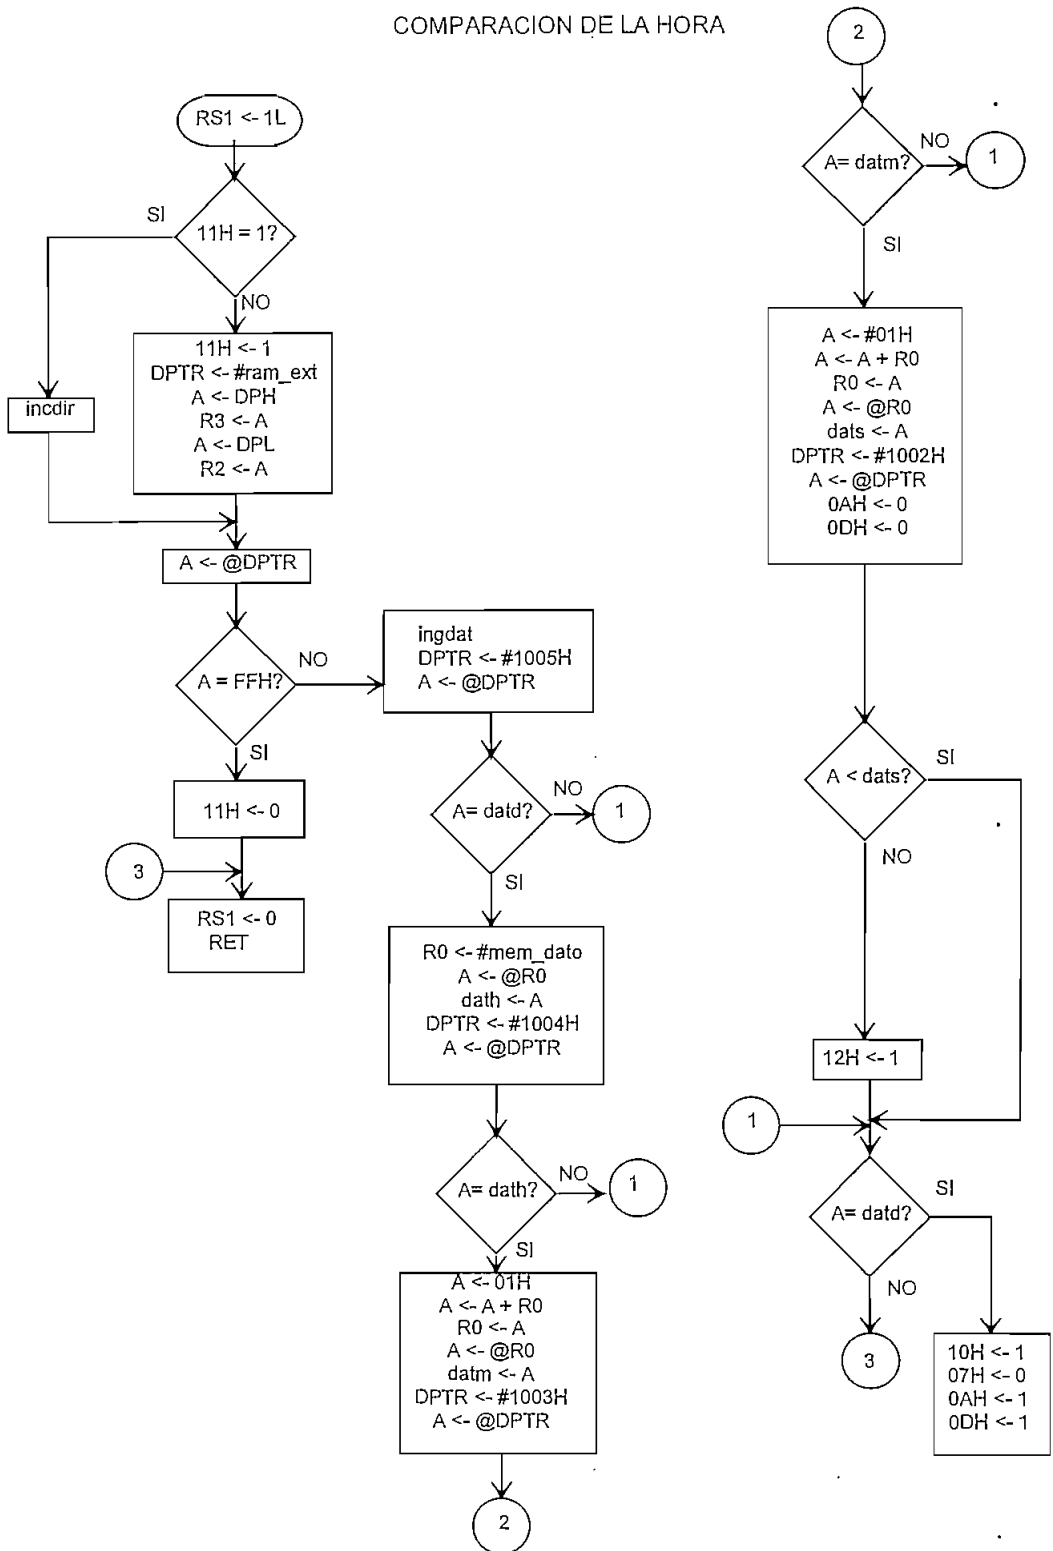 COMPARACION DE LA HORA
RS1 <- 1L
11H = 1?
SI
NO
11H <- 1
DPTR <- #ram_ext
A <- DPH
R3 <- A
A <- DPL
R2 <- A
incdir
A <- @DPTR
A = FFH?
NO
SI
11H <- 0
3
RS1 <- 0
RET
ingdat
DPTR <- #1005H
A <- @DPTR
A= datd?
NO
1
SI
R0 <- #mem_dato
A <- @R0
dath <- A
DPTR <- #1004H
A <- @DPTR
A= dath?
NO
1
SI
A <- 01H
A <- A + R0
R0 <- A
A <- @R0
datm <- A
DPTR <- #1003H
A <- @DPTR
2
2
A= datm?
NO
1
SI
A <- #01H
A <- A + R0
R0 <- A
A <- @R0
dats <- A
DPTR <- #1002H
A <- @DPTR
0AH <- 0
0DH <- 0
A < dats?
SI
NO
12H <- 1
1
A= datd?
SI
NO
3
10H <- 1
07H <- 0
0AH <- 1
0DH <- 1